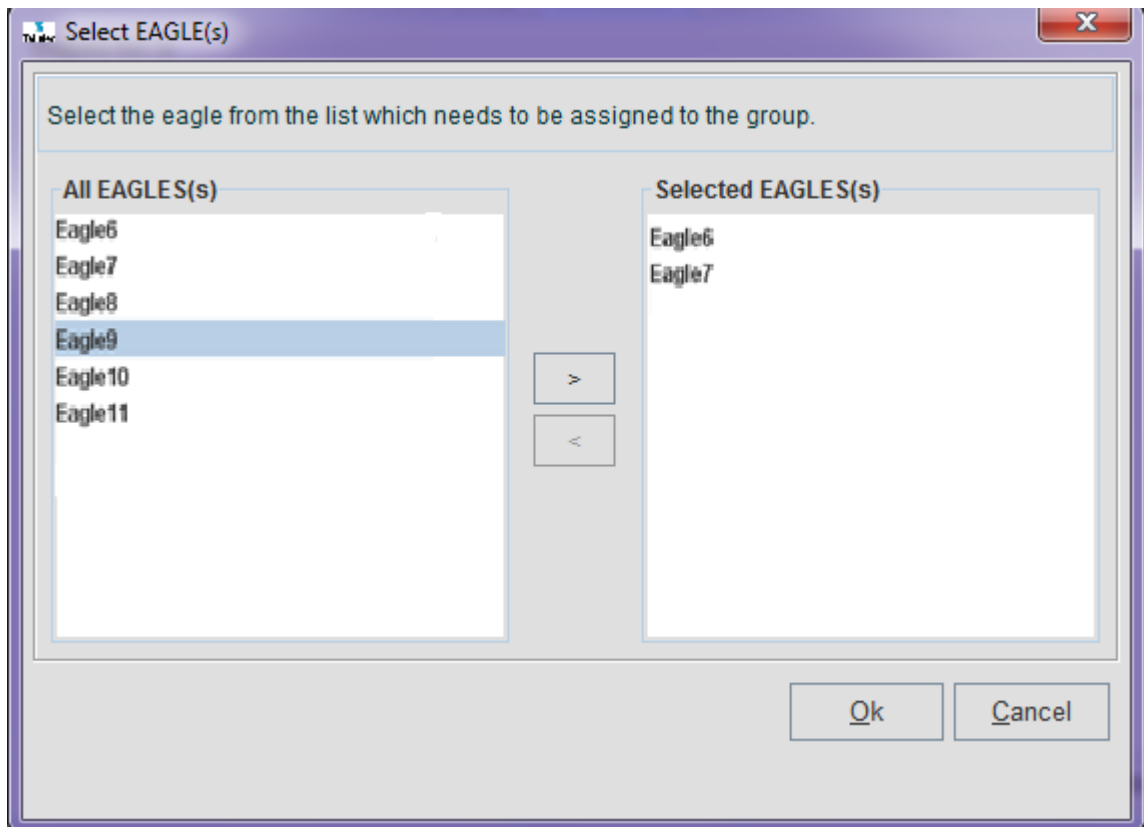 Select EAGLE(s)
Select the eagle from the list which needs to be assigned to the group.
All EAGLES(s)
Eagle6
Eagle7
Eagle8
Eagle9
Eagle10
Eagle11
>
<
Selected EAGLES(s)
Eagle6
Eagle7
Ok
Cancel